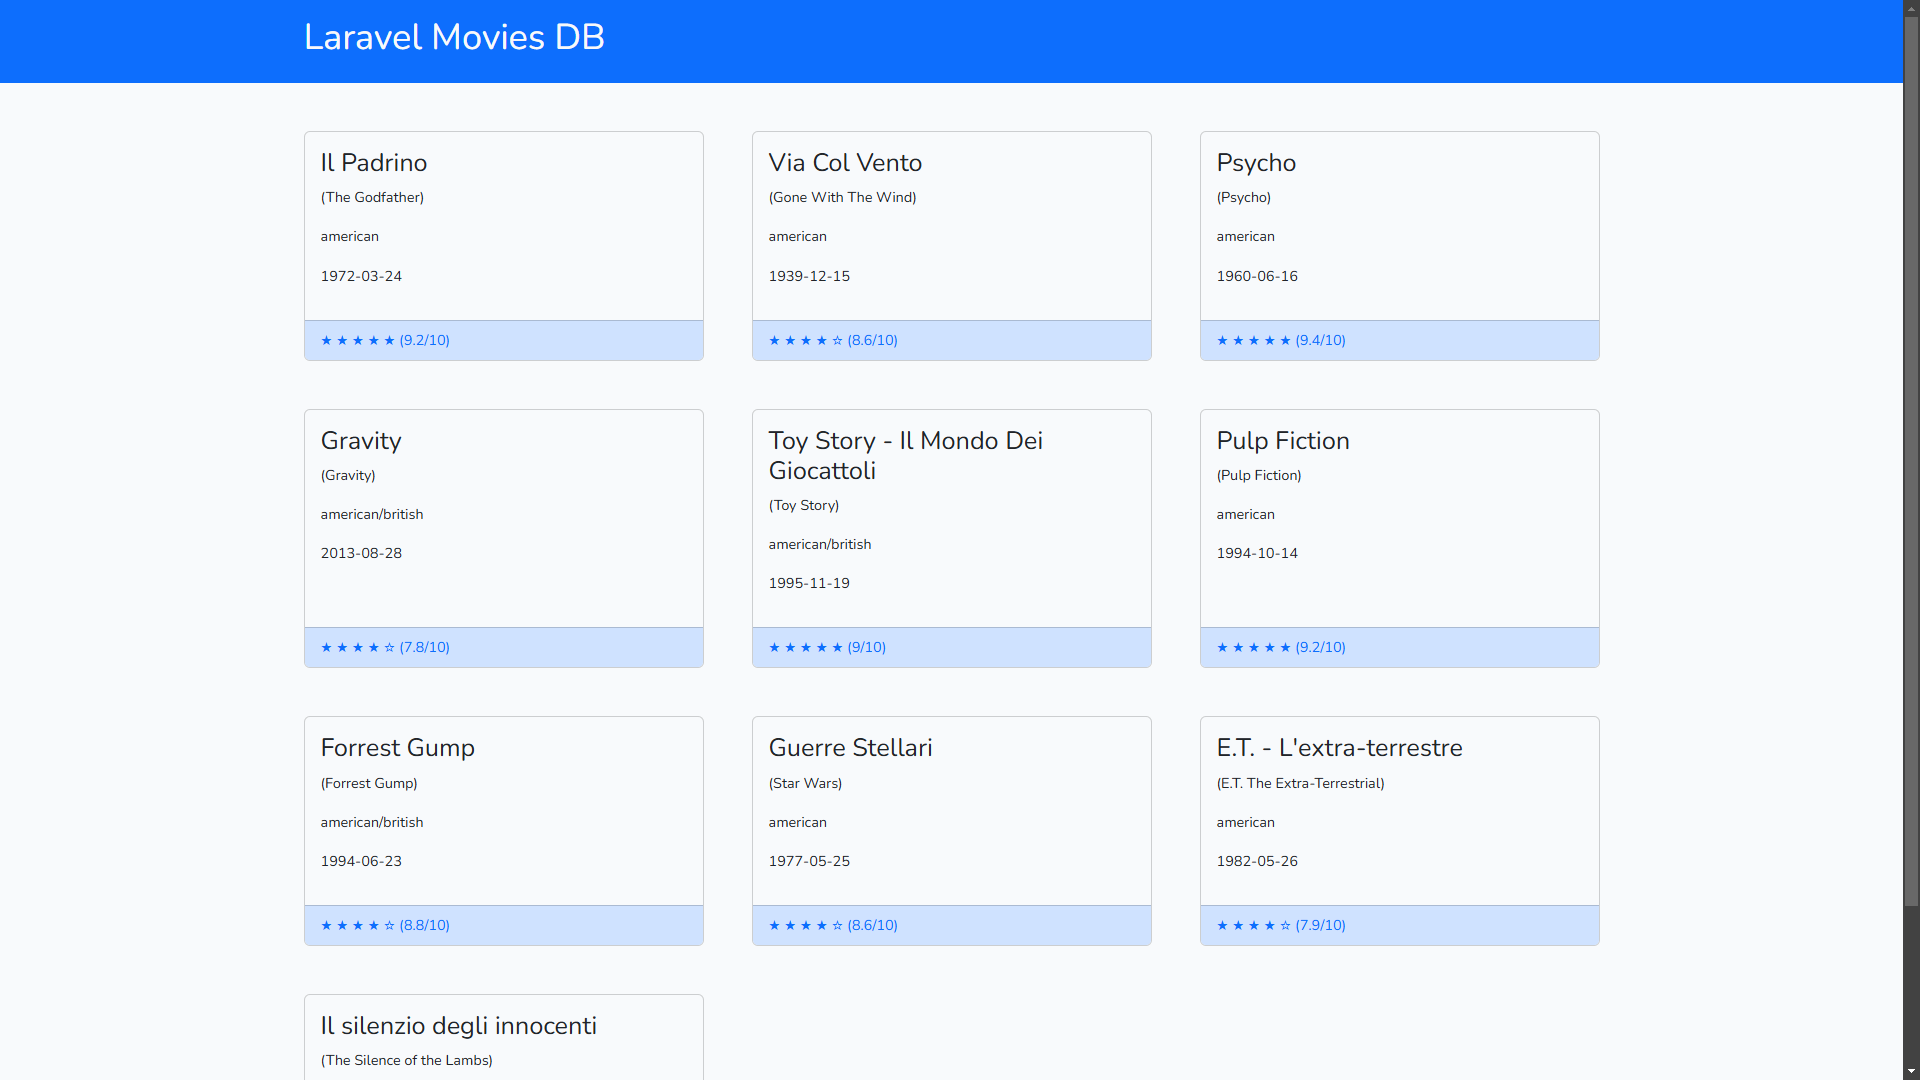 Laravel Movies DB
Il Padrino
(The Godfather)
american
1972-03-24
★ ★ ★ ★ ★ (9.2/10)
Via Col Vento
(Gone With The Wind)
american
1939-12-15
★ ★ ★ ★ ☆ (8.6/10)
Psycho
(Psycho)
american
1960-06-16
★ ★ ★ ★ ★ (9.4/10)
Gravity
(Gravity)
american/british
2013-08-28
★ ★ ★ ★ ☆ (7.8/10)
Toy Story - Il Mondo Dei
Giocattoli
(Toy Story)
american/british
1995-11-19
★ ★ ★ ★ ★ (9/10)
Pulp Fiction
(Pulp Fiction)
american
1994-10-14
★ ★ ★ ★ ★ (9.2/10)
Forrest Gump
(Forrest Gump)
american/british
1994-06-23
★ ★ ★ ★ ☆ (8.8/10)
Guerre Stellari
(Star Wars)
american
1977-05-25
★ ★ ★ ★ ☆ (8.6/10)
E.T. - L'extra-terrestre
(E.T. The Extra-Terrestrial)
american
1982-05-26
★ ★ ★ ★ ☆ (7.9/10)
Il silenzio degli innocenti
(The Silence of the Lambs)